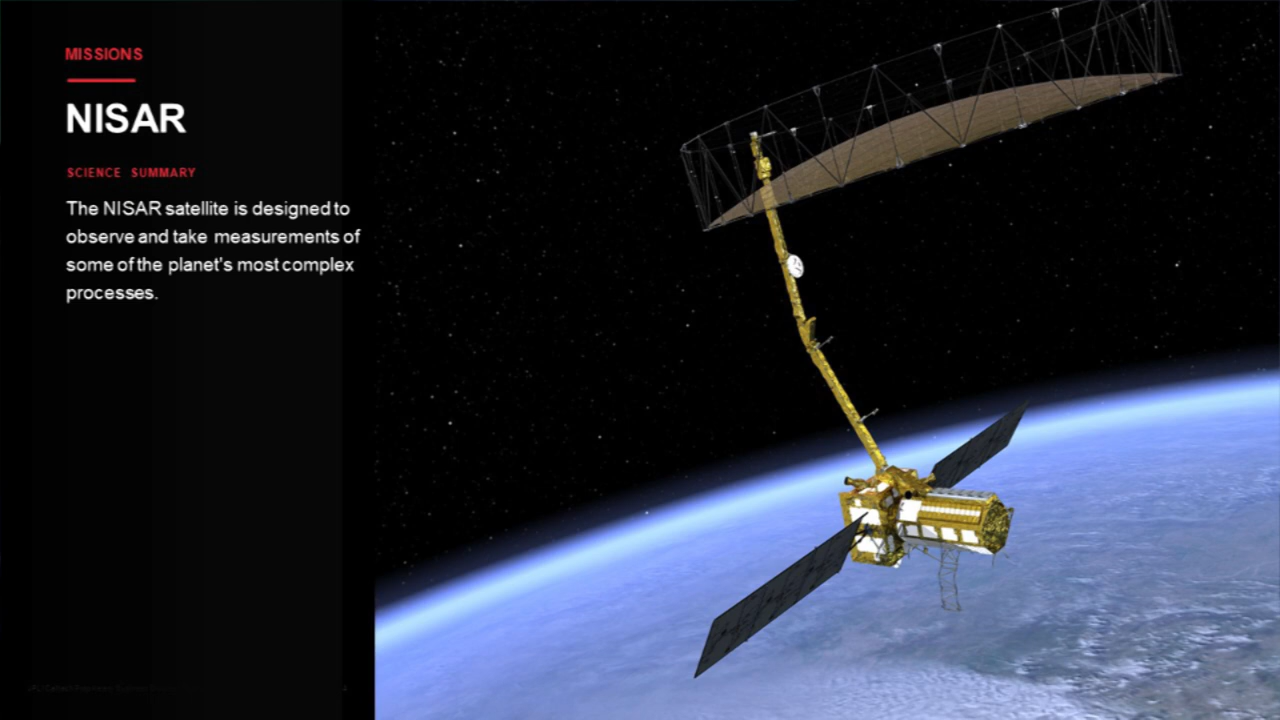 MISSIONS
NISAR
SCIENCE SUMMARY
The NISAR satellite is designed to
observe and take measurements of
some of the planet's most complex
processes.